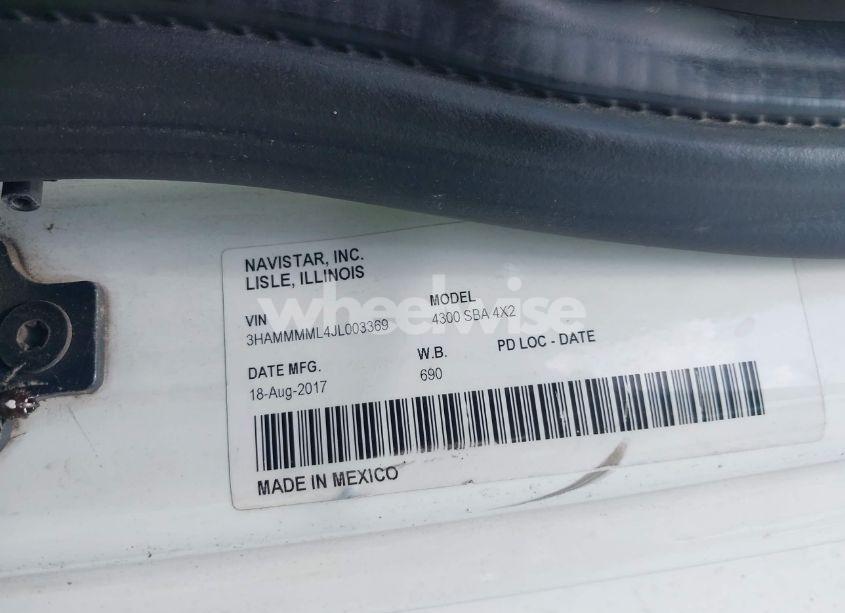 NAVISTAR, INC.
LISLE, ILLINOIS
wheelwise
VIN
MODEL
3HAMMMML4JL003369
4300 SBA 4X2
DATE MFG.
W.B.
PD LOC - DATE
18-Aug-2017
690
MADE IN MEXICO